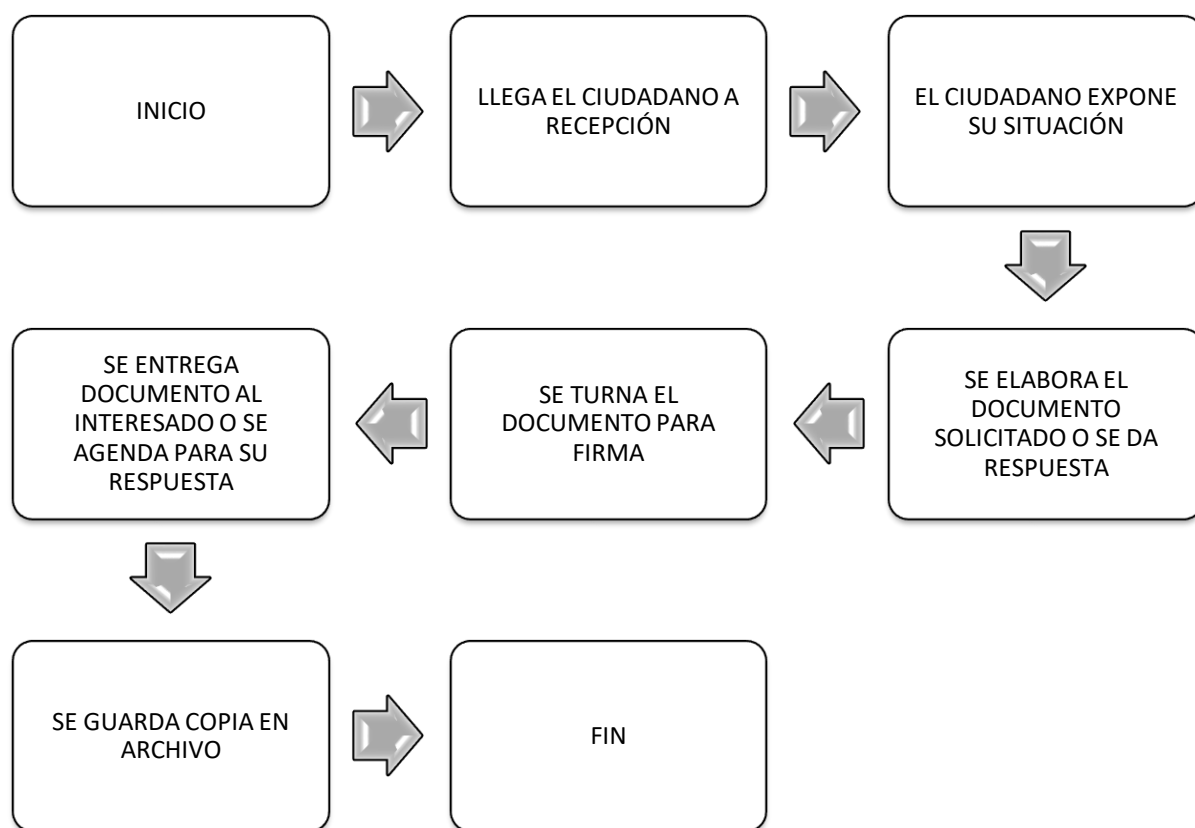 INICIO
LLEGA EL CIUDADANO A
RECEPCIÓN
EL CIUDADANO EXPONE
SU SITUACIÓN
SE ELABORA EL
DOCUMENTO
SOLICITADO O SE DA
RESPUESTA
SE TURNA EL
DOCUMENTO PARA
FIRMA
SE ENTREGA
DOCUMENTO AL
INTERESADO O SE
AGENDA PARA SU
RESPUESTA
SE GUARDA COPIA EN
ARCHIVO
FIN